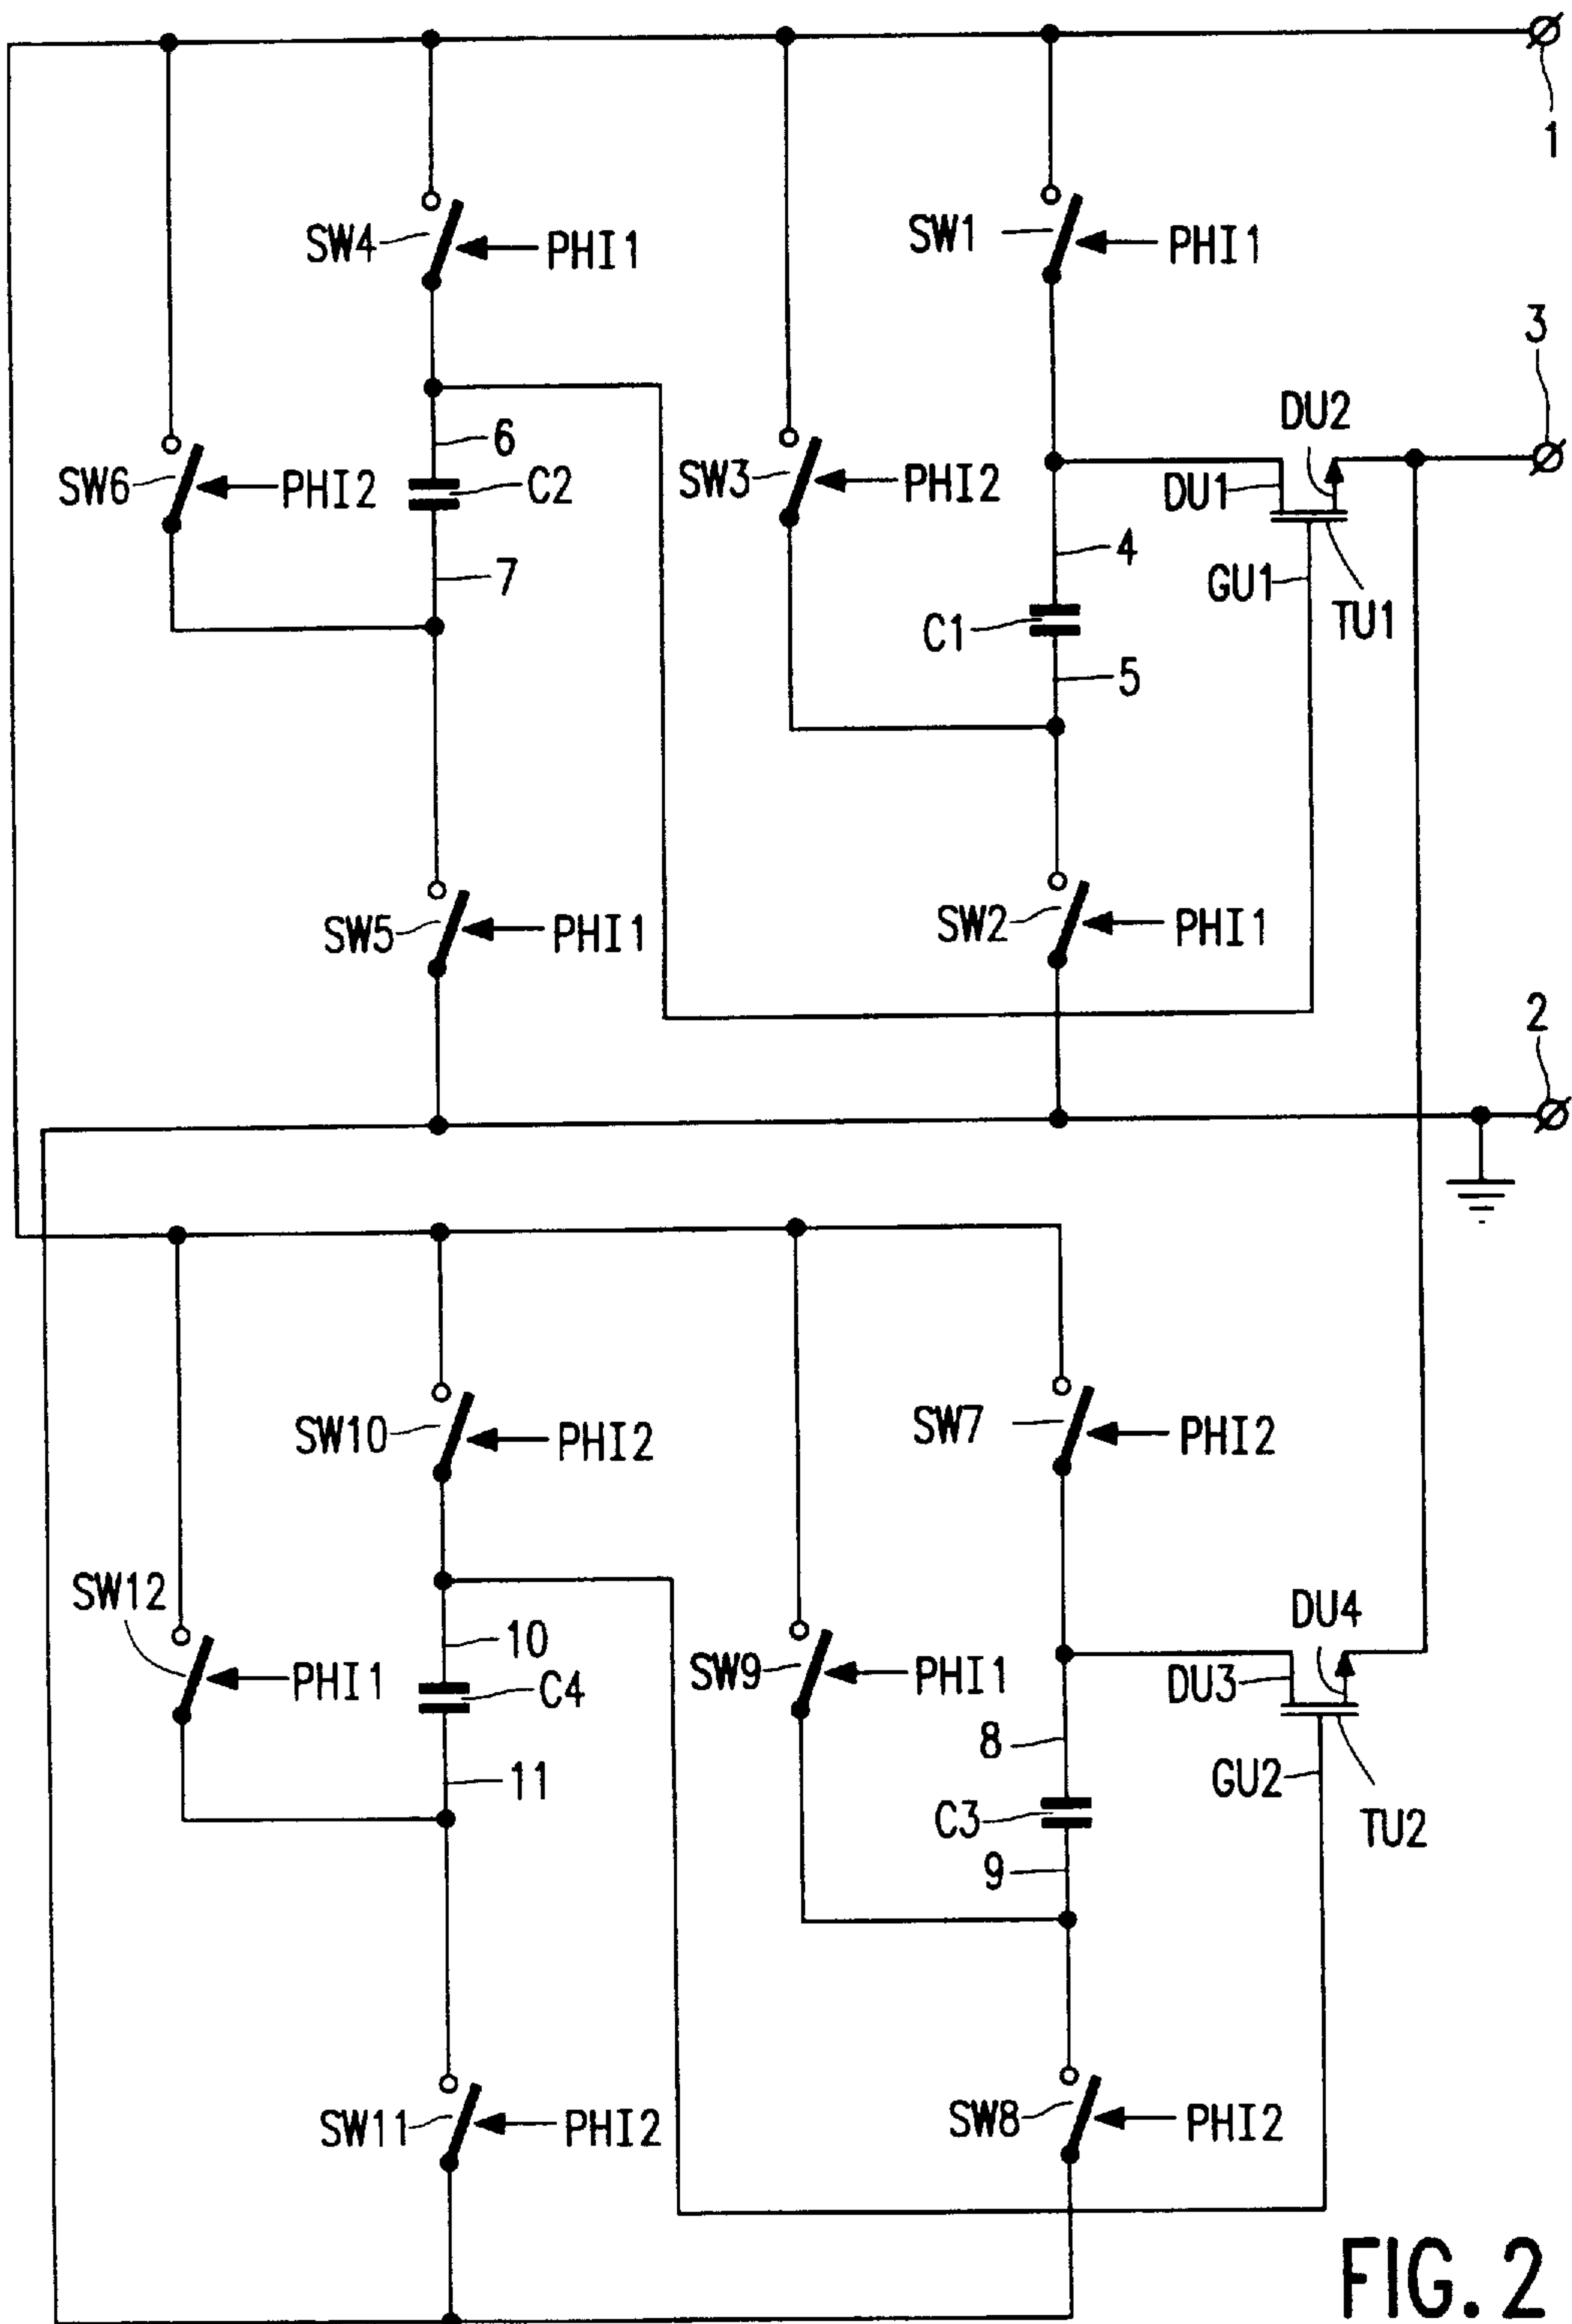 1
SW4
PHI1
SW1
PHI1
3
DU2
SW6
PHI2
6
C2
SW3
PHI2
DU1
7
4
GU1
TU1
C1
5
SW5
PHI1
SW2
PHI1
2
SW10
PHI2
SW7
PHI2
SW12
PHI1
10
C4
SW9
PHI1
DU4
DU3
8
11
GU2
C3
TU2
9
SW11
PHI2
SW8
PHI2
FIG. 2